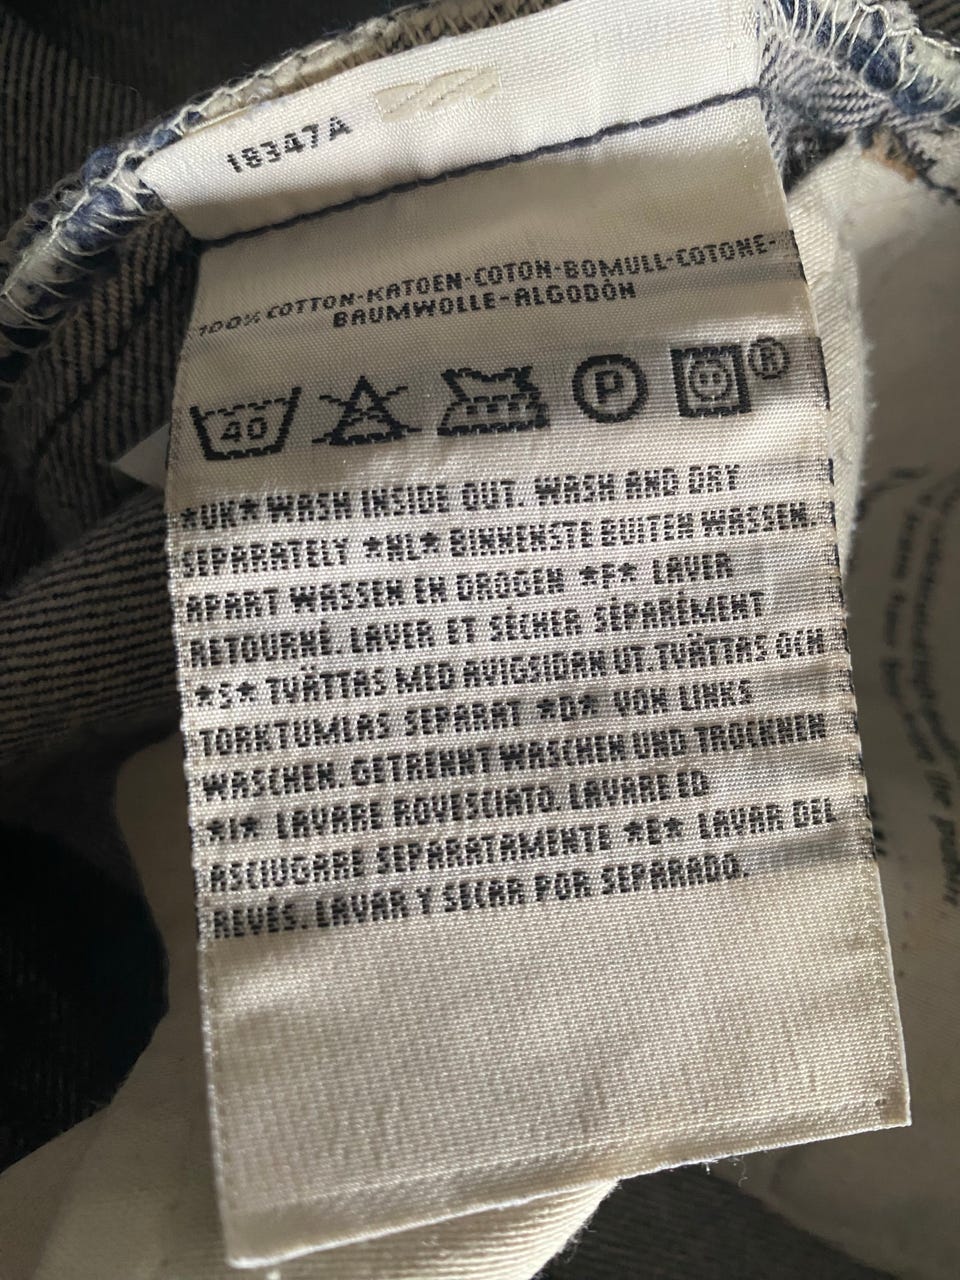 18347A
100% COTTON-KATOEN-COTON-BOMULL-COTONE-
BAUMWOLLE-ALGODÓN
40
P
®
*UK* WASH INSIDE OUT. WASH AND DRY
SEPARATELY *NL* BINNENSTE BUITEN WASSEN.
APART WASSEN EN DROGEN *F* LAVER
RETOURNÉ. LAVER ET SÉCHER SÉPARÉMENT
*S* TVÄTTAS MED AVIGSIDAN UT. TVÄTTAS OCH
TORKTUMLAS SEPARAT *D* VON LINKS
WASCHEN. GETRENNT WASCHEN UND TROCKNEN
*I* LAVARE ROVESCIATO. LAVARE ED
ASCIUGARE SEPARATAMENTE *E* LAVAR DEL
REVÉS. LAVAR Y SECAR POR SEPARADO.